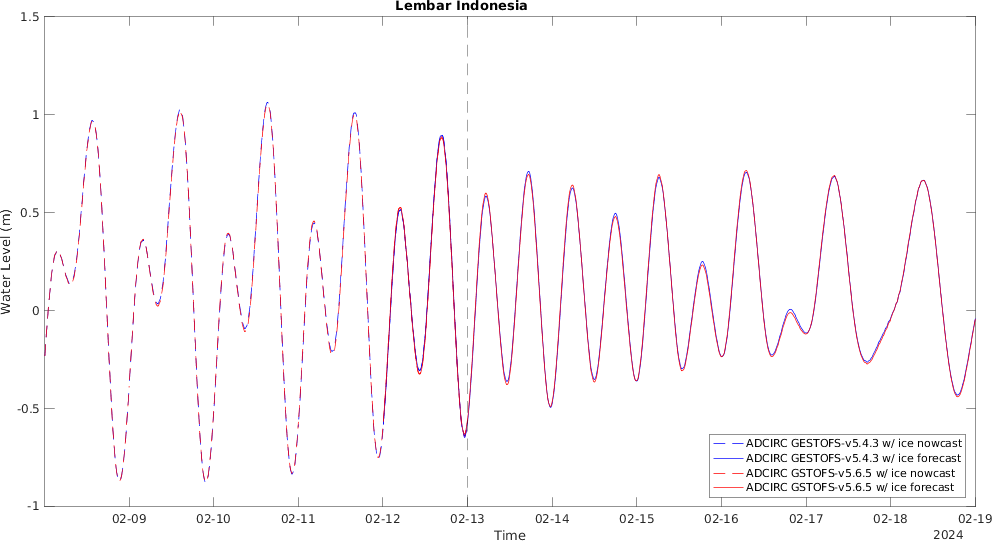 Lembar Indonesia
1.5
1
0.5
0
-0.5
-1
Water Level (m)
02-09 02-10 02-11 02-12 02-13 02-14 02-15 02-16 02-17 02-18 02-19
Time
2024
ADCIRC GESTOFS-v5.4.3 w/ ice nowcast
ADCIRC GESTOFS-v5.4.3 w/ ice forecast
ADCIRC GSTOFS-v5.6.5 w/ ice nowcast
ADCIRC GSTOFS-v5.6.5 w/ ice forecast